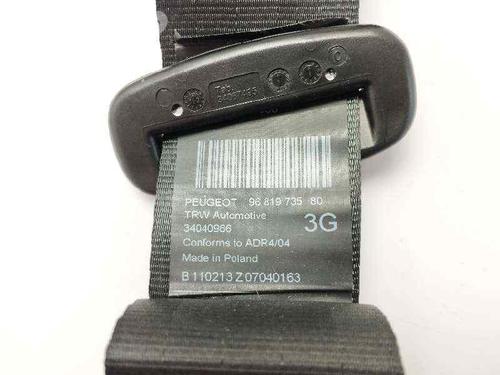 PEUGEOT 96 819 735 80
TRW Automotive
3G
34040966
Conforms to ADR4/04
Made in Poland
B 110213 Z 07040163